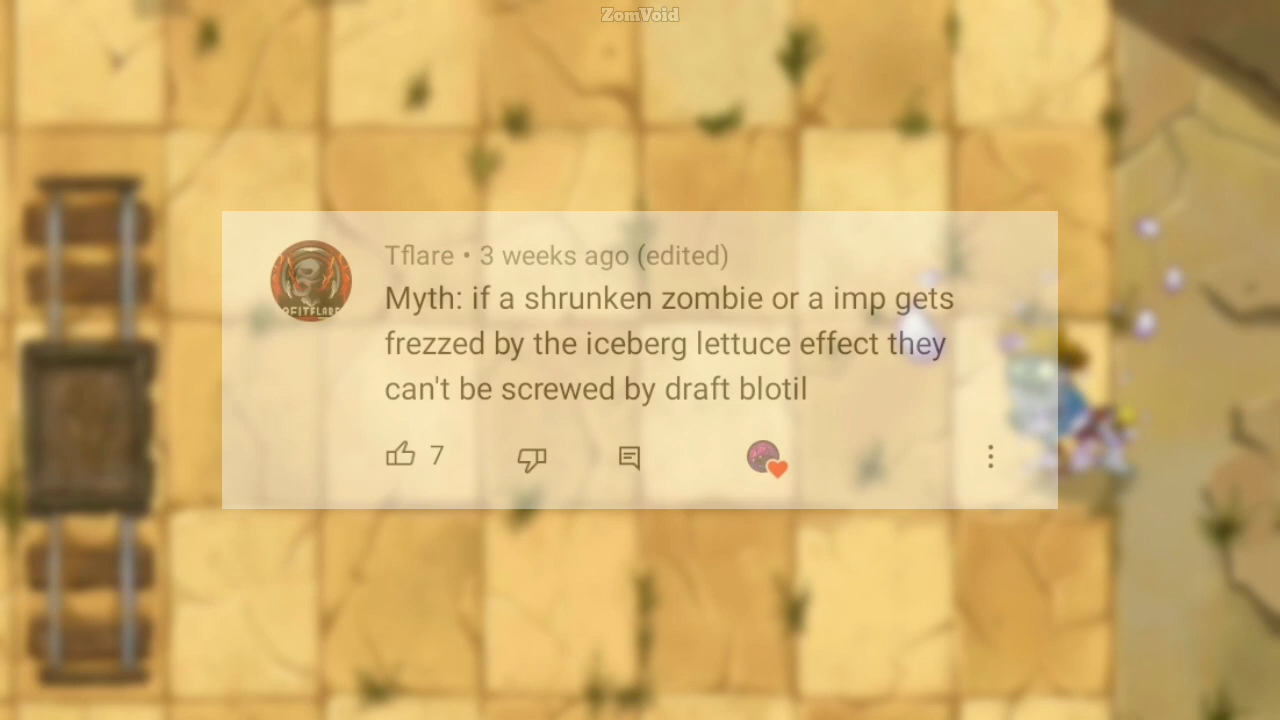 ZomVoid
Tflare • 3 weeks ago (edited)
Myth: if a shrunken zombie or a imp gets
frezzed by the iceberg lettuce effect they
can't be screwed by draft blotil
7